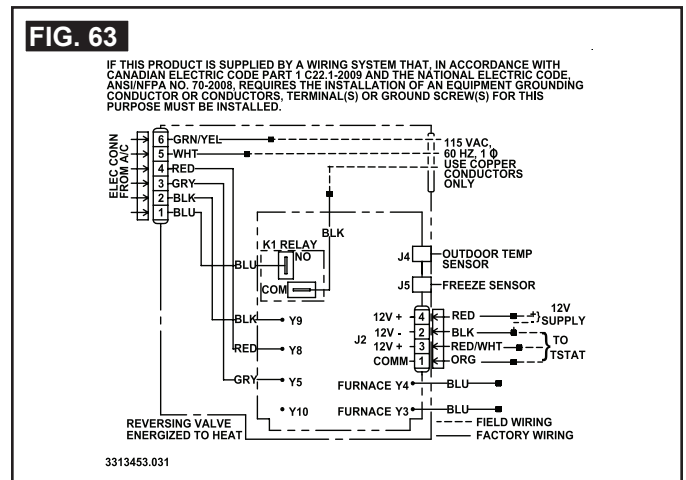 FIG. 63
IF THIS PRODUCT IS SUPPLIED BY A WIRING SYSTEM THAT, IN ACCORDANCE WITH
CANADIAN ELECTRIC CODE PART 1 C22.1-2009 AND THE NATIONAL ELECTRIC CODE,
ANSI/NFPA NO. 70-2008, REQUIRES THE INSTALLATION OF AN EQUIPMENT GROUNDING
CONDUCTOR OR CONDUCTORS, TERMINAL(S) OR GROUND SCREW(S) FOR THIS
PURPOSE MUST BE INSTALLED.
ELEC CONN
FROM A/C
6 GRN/YEL
5 WHT
4 RED
3 GRY
2 BLK
1 BLU
115 VAC,
60 HZ, 1 Φ
USE COPPER
CONDUCTORS
ONLY
BLK
K1 RELAY
NO
COM
BLU
J4 OUTDOOR TEMP
SENSOR
J5 FREEZE SENSOR
BLK Y9
RED Y8
GRY Y5
Y10
J2
12V + 4 RED
12V - 2 BLK
12V + 3 RED/WHT
COMM 1 ORG
+ 12V
- SUPPLY
TO
TSTAT
FURNACE Y4 BLU
FURNACE Y3 BLU
REVERSING VALVE
ENERGIZED TO HEAT
FIELD WIRING
FACTORY WIRING
3313453.031